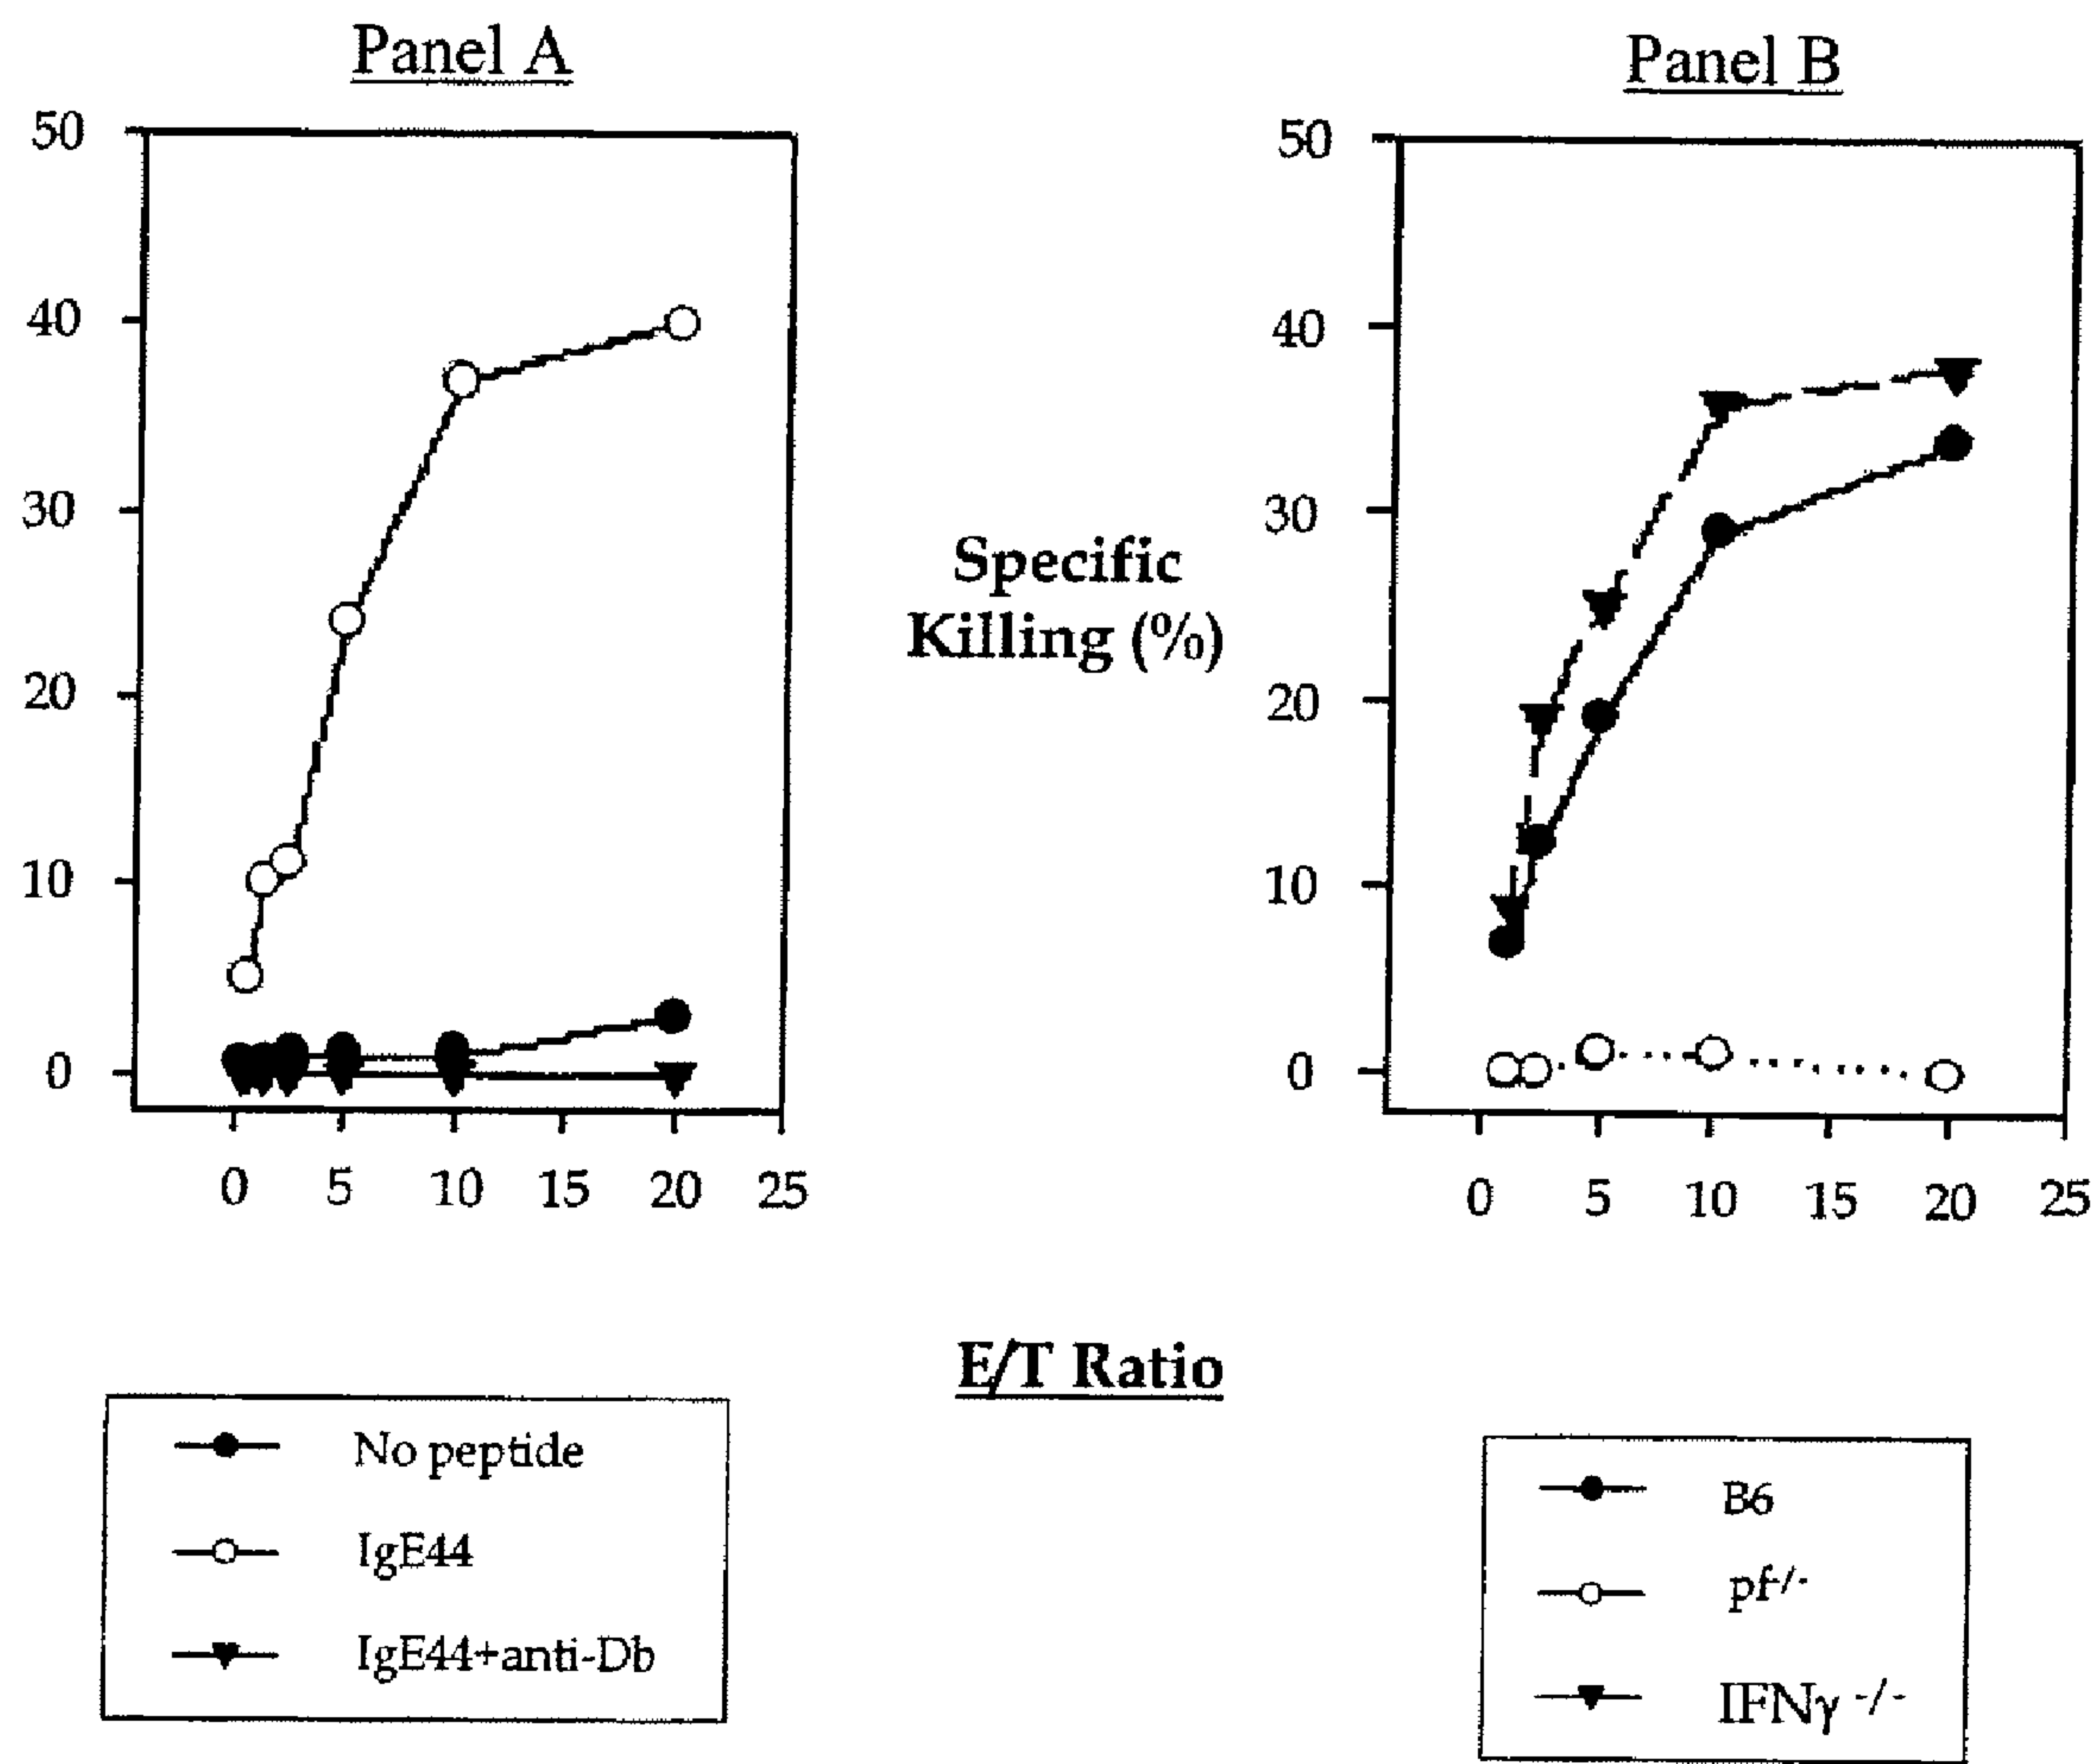 Panel A
50
40
30
20
10
0
0 5 10 15 20 25
Specific
Killing (%)
Panel B
50
40
30
20
10
0
0 5 10 15 20 25
E/T Ratio
No peptide
IgE44
IgE44+anti-Db
B6
pf-/-
IFNγ -/-